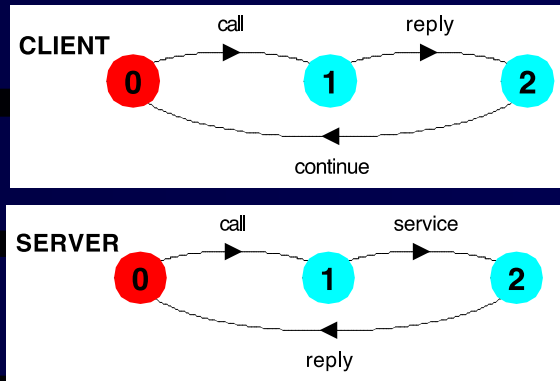 call reply
CLIENT
0 1 2
continue
call service
SERVER
0 1 2
reply